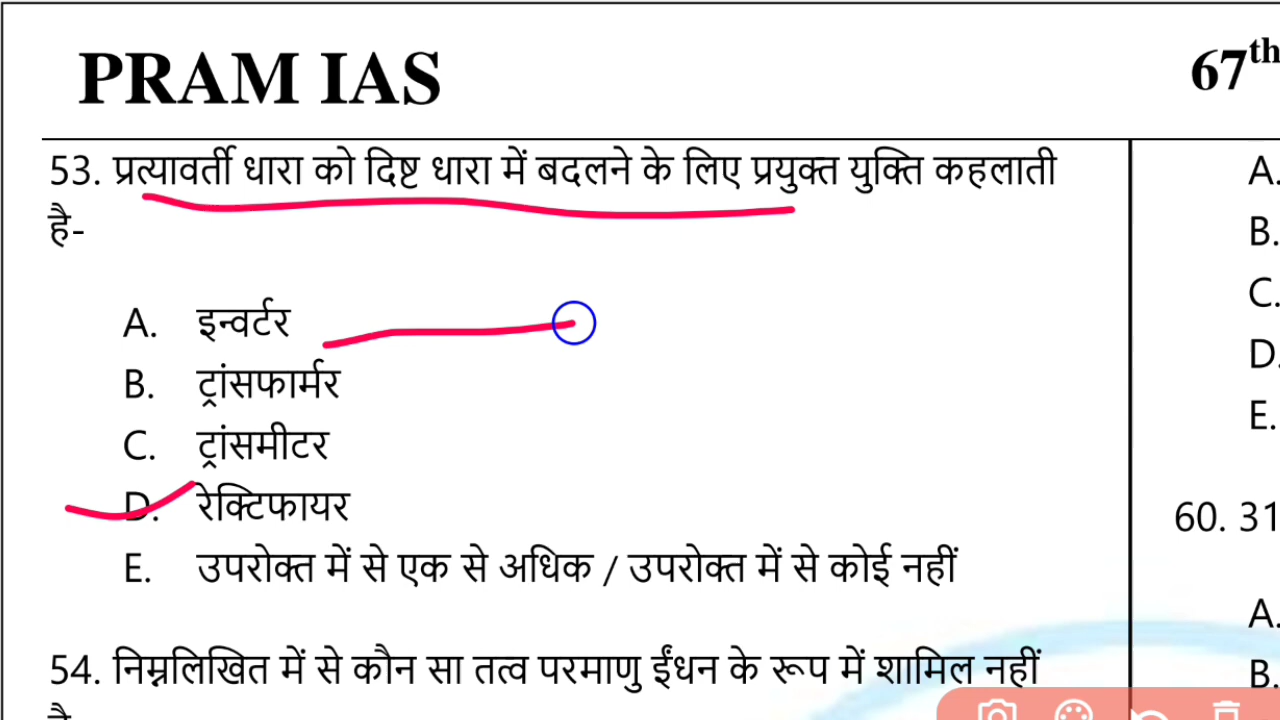 PRAM IAS
67th
53. प्रत्यावर्ती धारा को दिष्ट धारा में बदलने के लिए प्रयुक्त युक्ति कहलाती
है-
A. इन्वर्टर
B. ट्रांसफार्मर
C. ट्रांसमीटर
D. रेक्टिफायर
E. उपरोक्त में से एक से अधिक / उपरोक्त में से कोई नहीं
54. निम्नलिखित में से कौन सा तत्व परमाणु ईंधन के रूप में शामिल नहीं
A.
B.
C.
D.
E.
60. 31
A.
B.